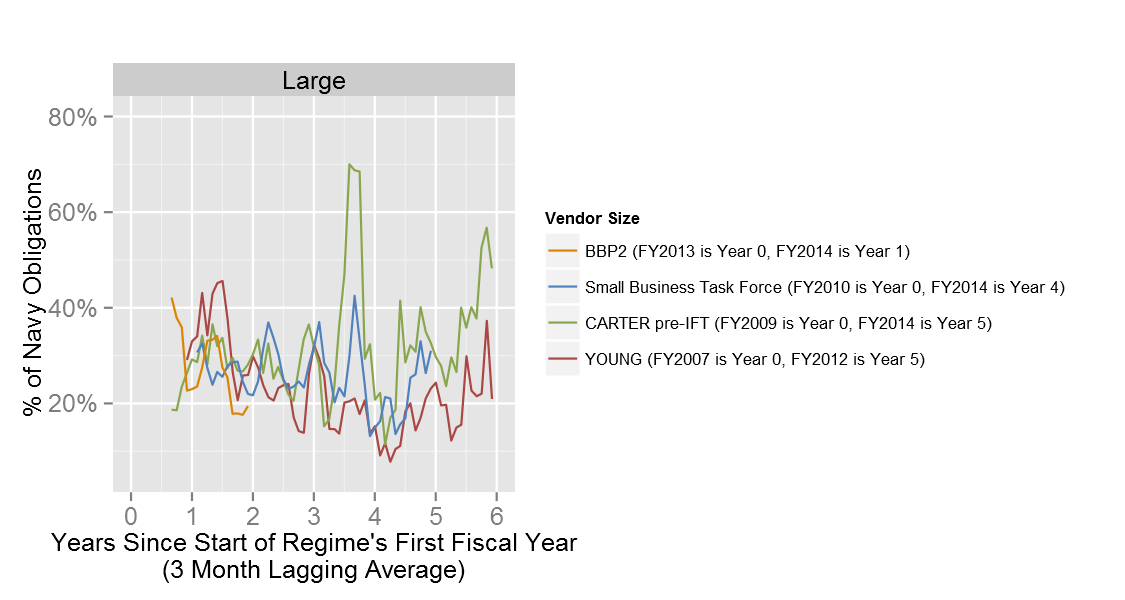 Large
80%
60%
40%
20%
% of Navy Obligations
0 1 2 3 4 5 6
Years Since Start of Regime's First Fiscal Year
(3 Month Lagging Average)
Vendor Size
BBP2 (FY2013 is Year 0, FY2014 is Year 1)
Small Business Task Force (FY2010 is Year 0, FY2014 is Year 4)
CARTER pre-IFT (FY2009 is Year 0, FY2014 is Year 5)
YOUNG (FY2007 is Year 0, FY2012 is Year 5)